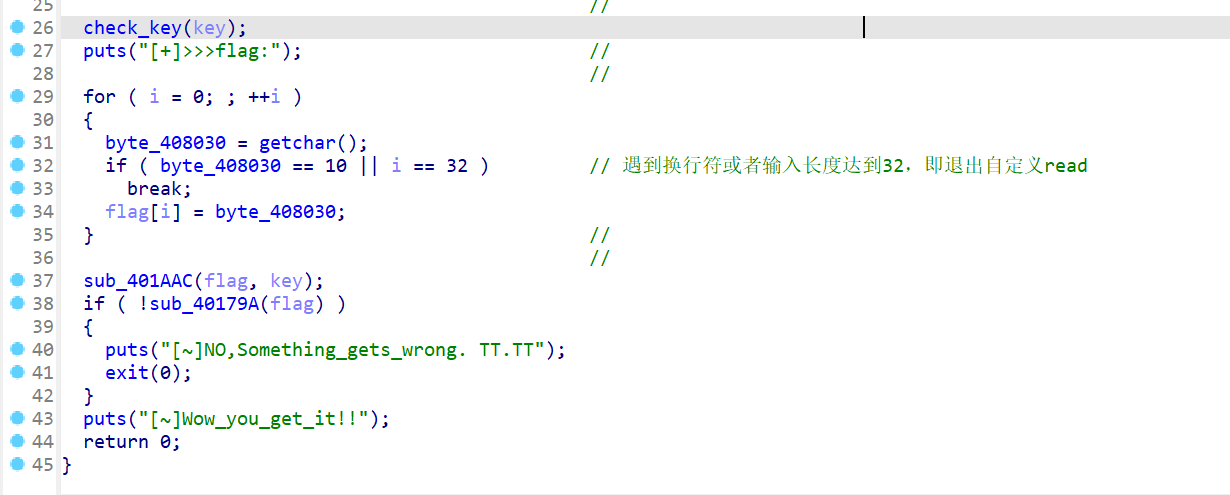 25 //
26 check_key(key);
27 puts("[+]>>>flag:"); //
28 //
29 for ( i = 0; ; ++i )
30 {
31 byte_408030 = getchar();
32 if ( byte_408030 == 10 || i == 32 ) // 遇到换行符或者输入长度达到32，即退出自定义read
33 break;
34 flag[i] = byte_408030;
35 } //
36 //
37 sub_401AAC(flag, key);
38 if ( !sub_40179A(flag) )
39 {
40 puts("[~]NO,Something_gets_wrong. TT.TT");
41 exit(0);
42 }
43 puts("[~]Wow_you_get_it!!");
44 return 0;
45 }